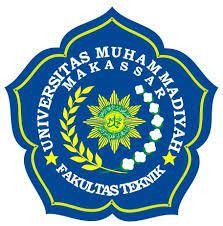 UNIVERSITAS MUHAMMADIYAH
MAKASSAR
FAKULTAS TEKNIK